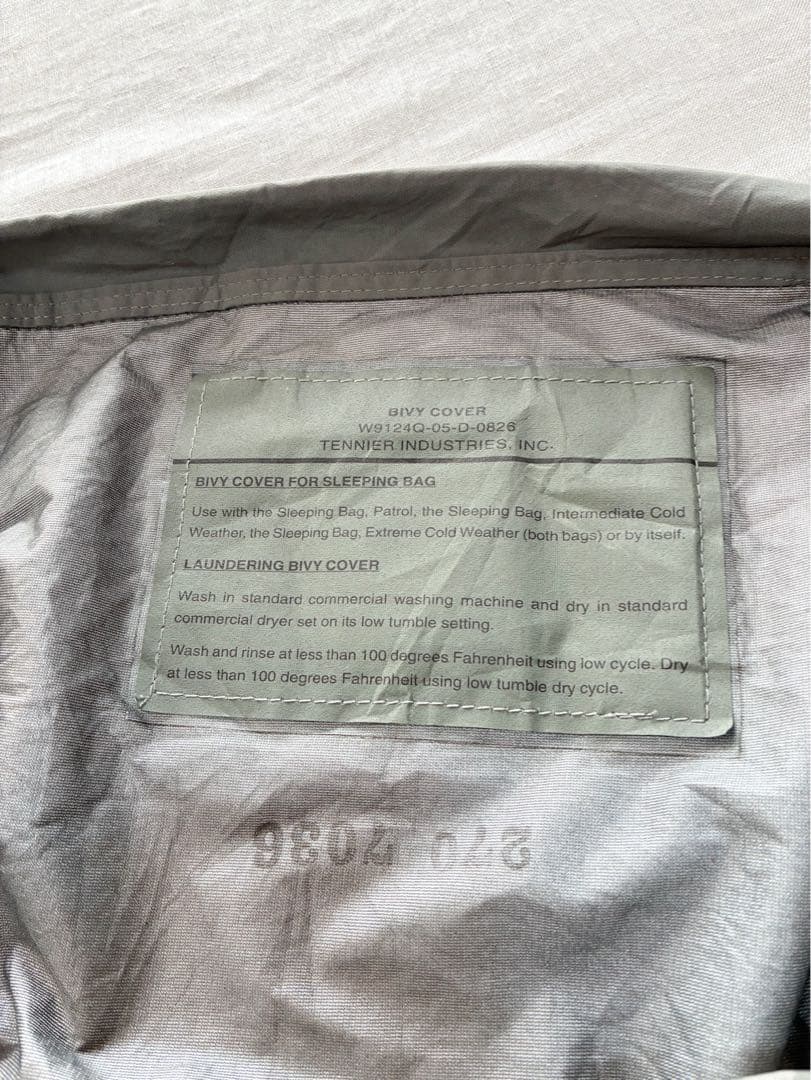 BIVY COVER
W9124Q-05-D-0826
TENNIER INDUSTRIES, INC.
BIVY COVER FOR SLEEPING BAG
Use with the Sleeping Bag, Patrol, the Sleeping Bag, Intermediate Cold
Weather, the Sleeping Bag, Extreme Cold Weather (both bags) or by itself.
LAUNDERING BIVY COVER
Wash in standard commercial washing machine and dry in standard
commercial dryer set on its low tumble setting.
Wash and rinse at less than 100 degrees Fahrenheit using low cycle. Dry
at less than 100 degrees Fahrenheit using low tumble dry cycle.
270 7036